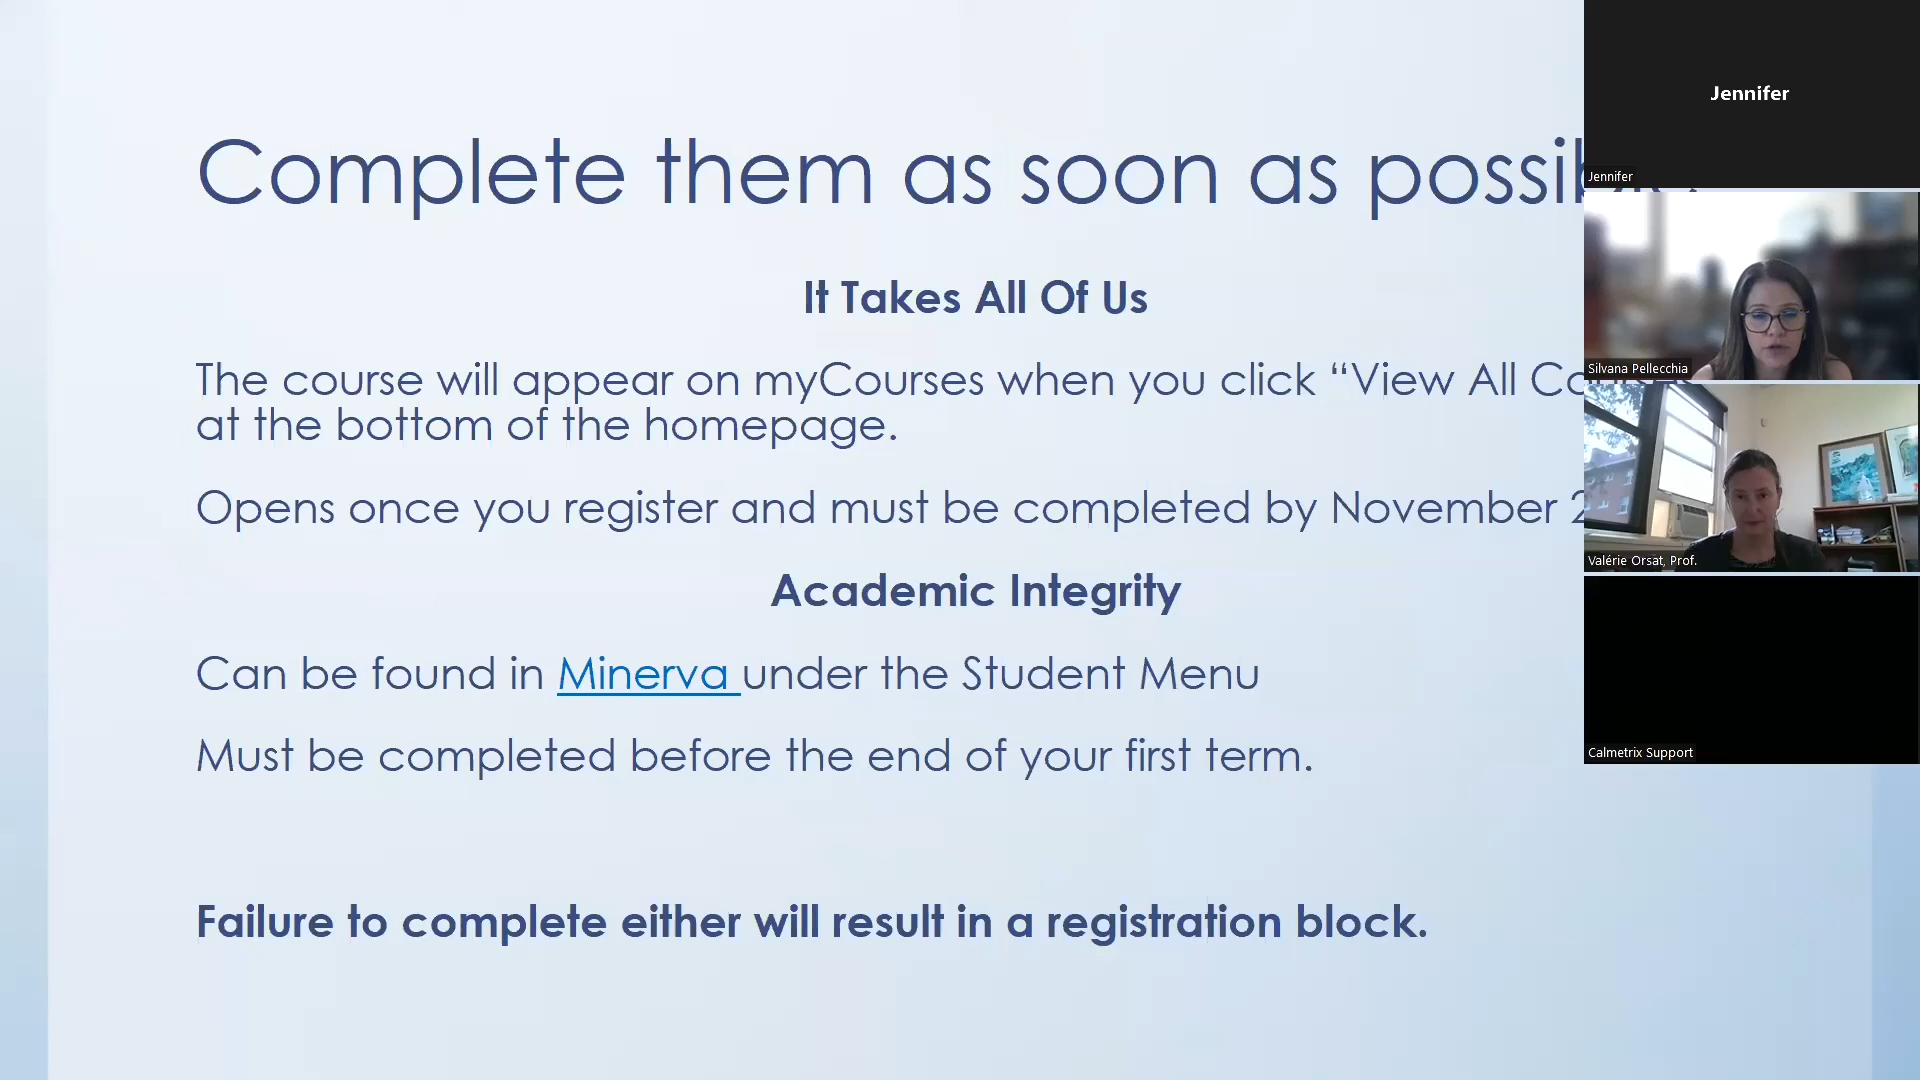 Complete them as soon as
It Takes All Of Us
The course will appear on myCourses when you click “View All
at the bottom of the homepage.
Opens once you register and must be completed by November
Academic Integrity
Can be found in Minerva under the Student Menu
Must be completed before the end of your first term.
Failure to complete either will result in a registration block.
Jennifer
Jennifer
Silvana Pellecchia
Valérie Orsat, Prof.
Calmetrix Support